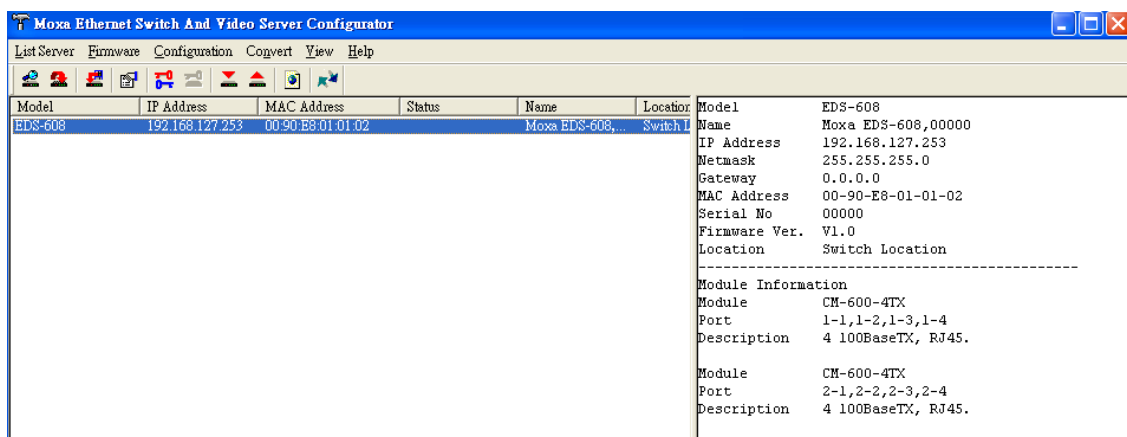 Moxa Ethernet Switch And Video Server Configurator
List Server Firmware Configuration Convert View Help
Model IP Address MAC Address Status Name Location
EDS-608 192.168.127.253 00:90:E8:01:01:02 Moxa EDS-608,... Switch L
Model EDS-608
Name Moxa EDS-608,00000
IP Address 192.168.127.253
Netmask 255.255.255.0
Gateway 0.0.0.0
MAC Address 00-90-E8-01-01-02
Serial No 00000
Firmware Ver. V1.0
Location Switch Location
----------------------------------------------
Module Information
Module CM-600-4TX
Port 1-1,1-2,1-3,1-4
Description 4 100BaseTX, RJ45.
Module CM-600-4TX
Port 2-1,2-2,2-3,2-4
Description 4 100BaseTX, RJ45.